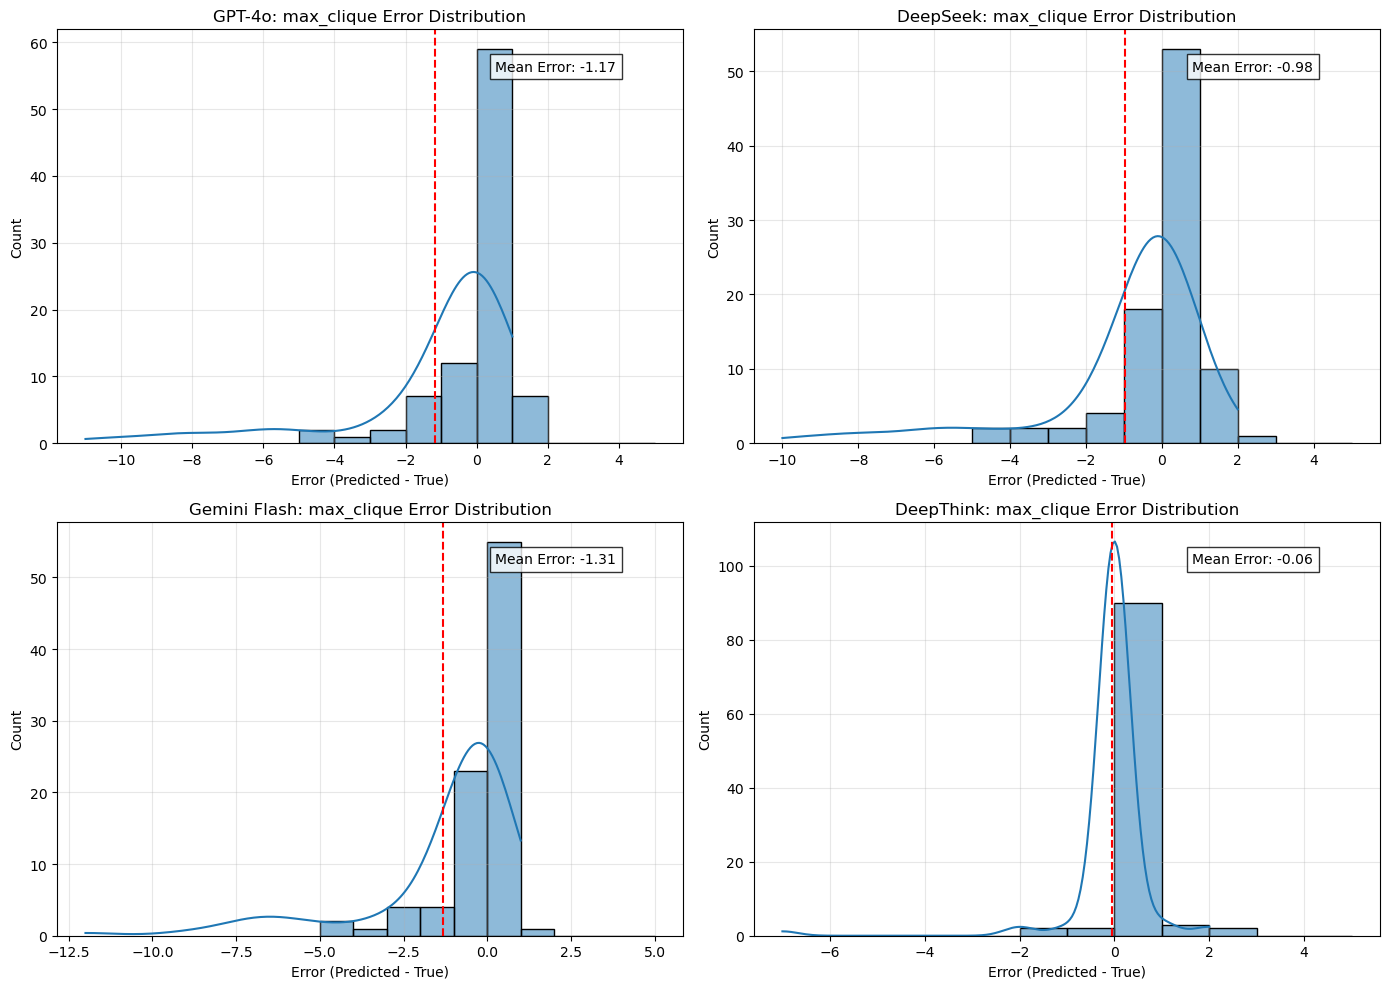 GPT-4o: max_clique Error Distribution
Mean Error: -1.17
60
50
40
30
20
10
0
Count
−10 −8 −6 −4 −2 0 2 4
Error (Predicted - True)
DeepSeek: max_clique Error Distribution
Mean Error: -0.98
50
40
30
20
10
0
Count
−10 −8 −6 −4 −2 0 2 4
Error (Predicted - True)
Gemini Flash: max_clique Error Distribution
Mean Error: -1.31
50
40
30
20
10
0
Count
−12.5 −10.0 −7.5 −5.0 −2.5 0.0 2.5 5.0
Error (Predicted - True)
DeepThink: max_clique Error Distribution
Mean Error: -0.06
100
80
60
40
20
0
Count
−6 −4 −2 0 2 4
Error (Predicted - True)